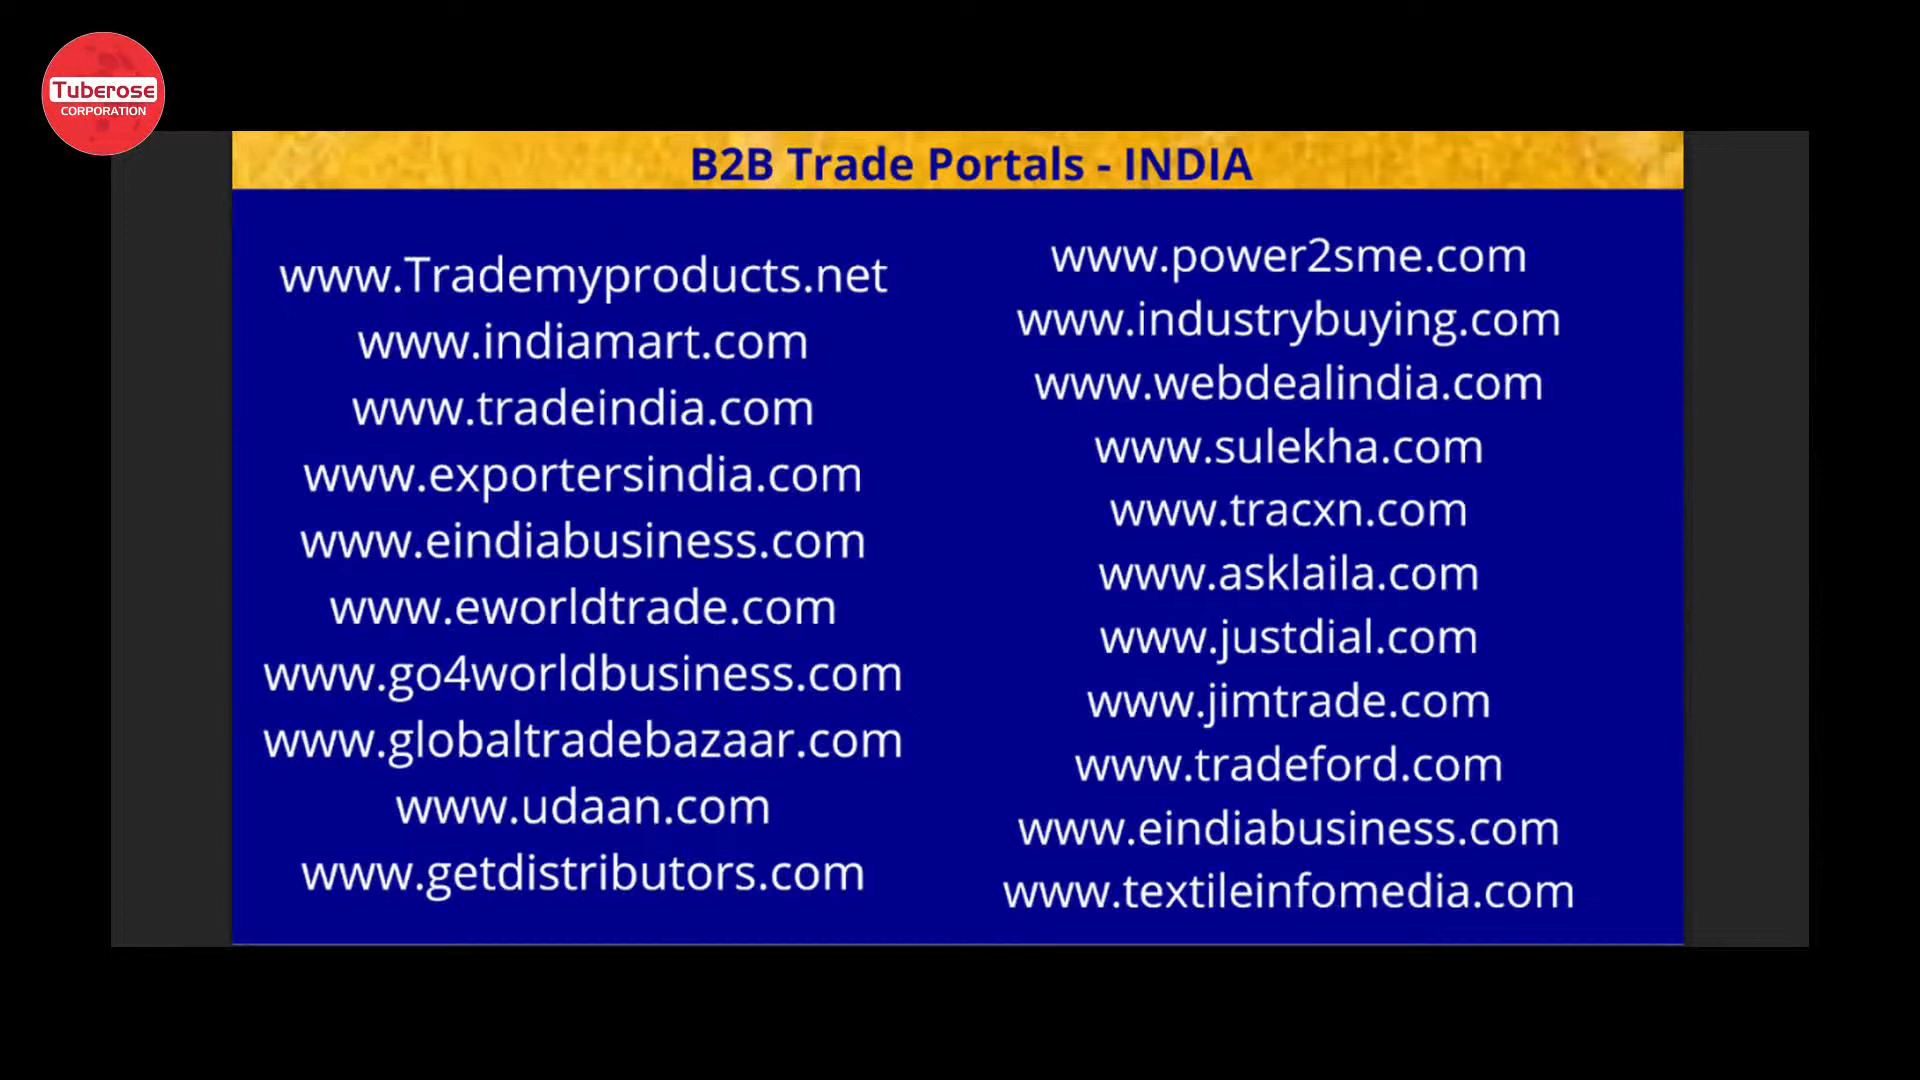 Tuberose
CORPORATION
B2B Trade Portals - INDIA
www.Trademyproducts.net
www.indiamart.com
www.tradeindia.com
www.exportersindia.com
www.eindiabusiness.com
www.eworldtrade.com
www.go4worldbusiness.com
www.globaltradebazaar.com
www.udaan.com
www.getdistributors.com
www.power2sme.com
www.industrybuying.com
www.webdealindia.com
www.sulekha.com
www.tracxn.com
www.asklaila.com
www.justdial.com
www.jimtrade.com
www.tradeford.com
www.eindiabusiness.com
www.textileinfomedia.com